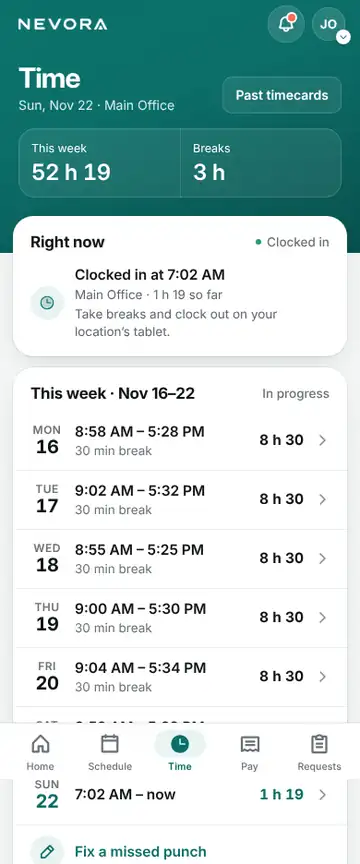 NEVORA
JO
Time
Sun, Nov 22 · Main Office
Past timecards
This week
52 h 19
Breaks
3 h
Right now
Clocked in
Clocked in at 7:02 AM
Main Office · 1 h 19 so far
Take breaks and clock out on your
location’s tablet.
This week · Nov 16–22
In progress
MON
16
8:58 AM – 5:28 PM
30 min break
8 h 30
TUE
17
9:02 AM – 5:32 PM
30 min break
8 h 30
WED
18
8:55 AM – 5:25 PM
30 min break
8 h 30
THU
19
9:00 AM – 5:30 PM
30 min break
8 h 30
FRI
20
9:04 AM – 5:34 PM
30 min break
8 h 30
Home
Schedule
Time
Pay
Requests
SUN
22
7:02 AM – now
1 h 19
Fix a missed punch